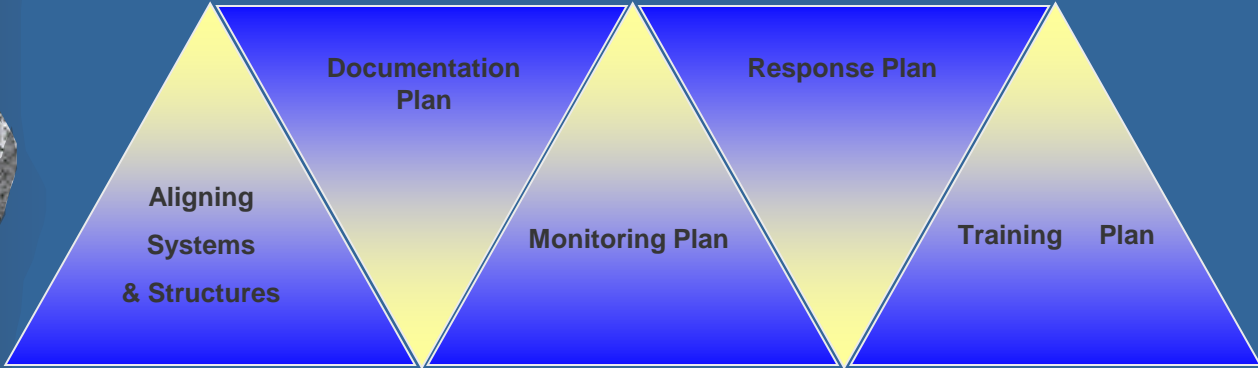 Aligning
Systems
& Structures
Documentation
Plan
Monitoring Plan
Response Plan
Training Plan